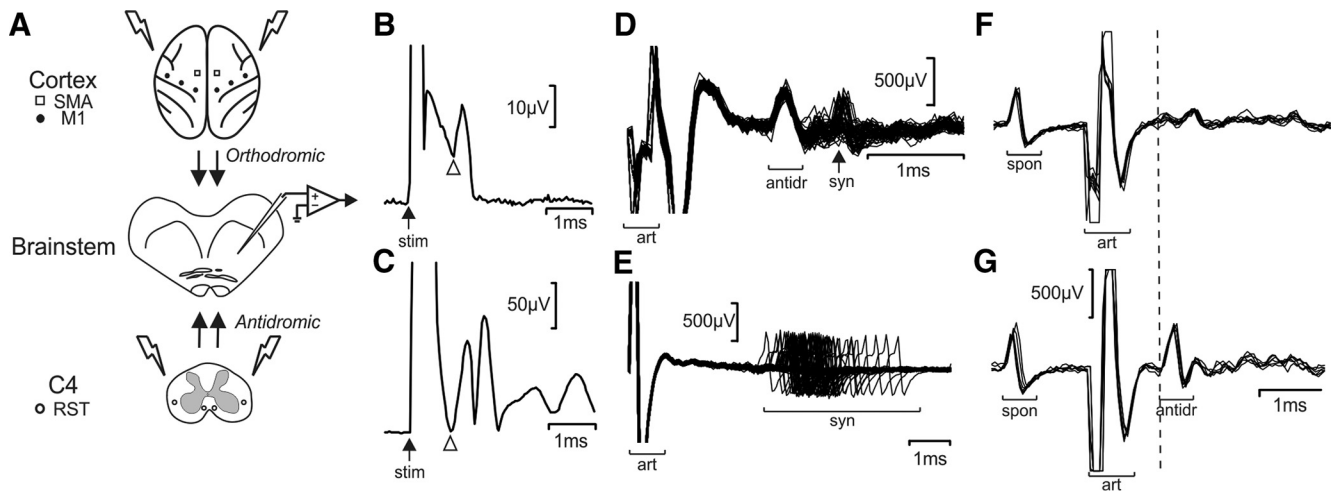 A
Cortex
□ SMA
● M1
Orthodromic
+
−
Brainstem
Antidromic
C4
RST
B
10µV
stim
1ms
C
50µV
stim
1ms
D
500µV
antidr
syn
1ms
art
E
500µV
syn
art
1ms
F
spon
art
G
500µV
spon
antidr
1ms
art